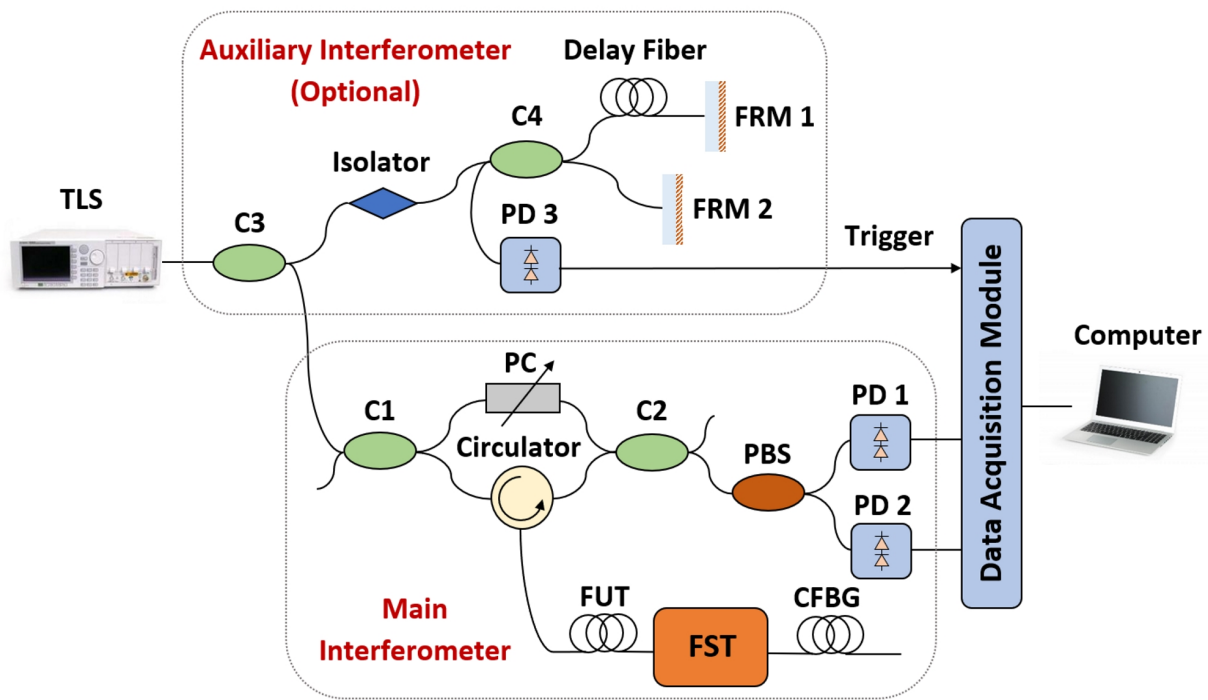 Auxiliary Interferometer
(Optional)
Delay Fiber
FRM 1
C4
Isolator
FRM 2
TLS
C3
PD 3
Trigger
Data Acquisition Module
Computer
PC
C1
Circulator
C2
PBS
PD 1
PD 2
Main
Interferometer
FUT
FST
CFBG